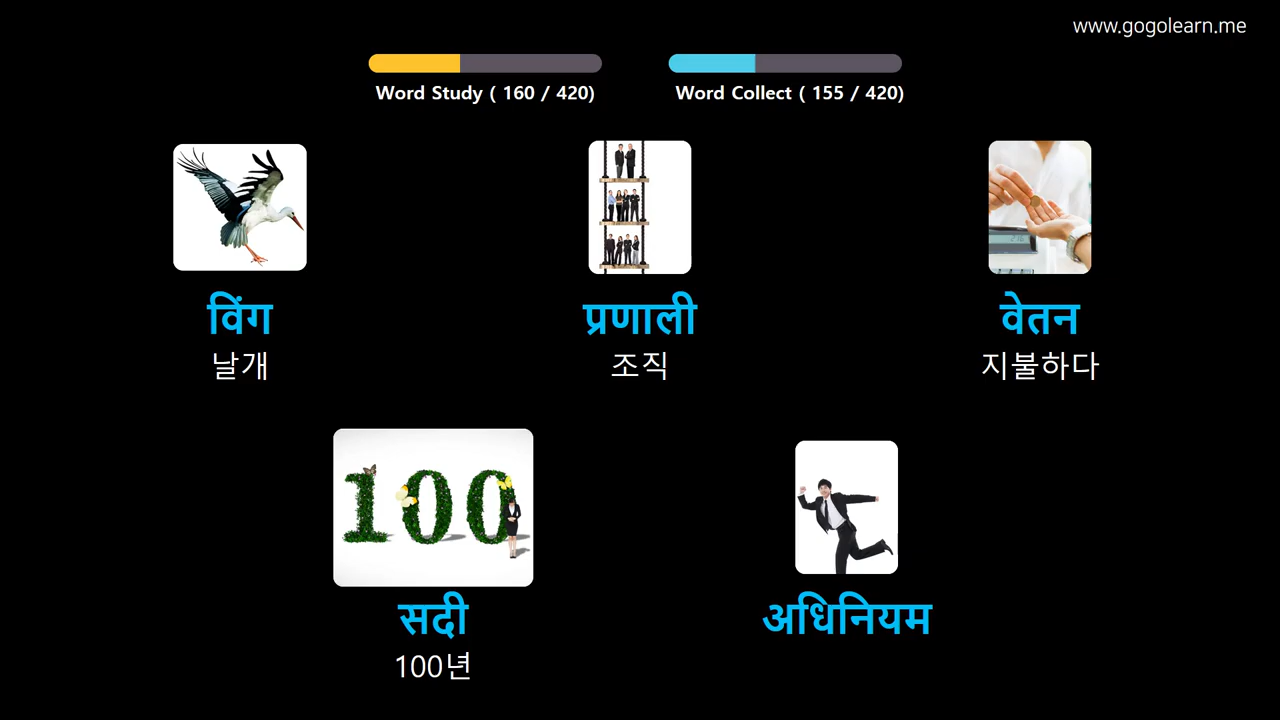 www.gogolearn.me
Word Study ( 160 / 420)
Word Collect ( 155 / 420)
विंग
날개
प्रणाली
조직
वेतन
지불하다
100
सदी
100년
अधिनियम